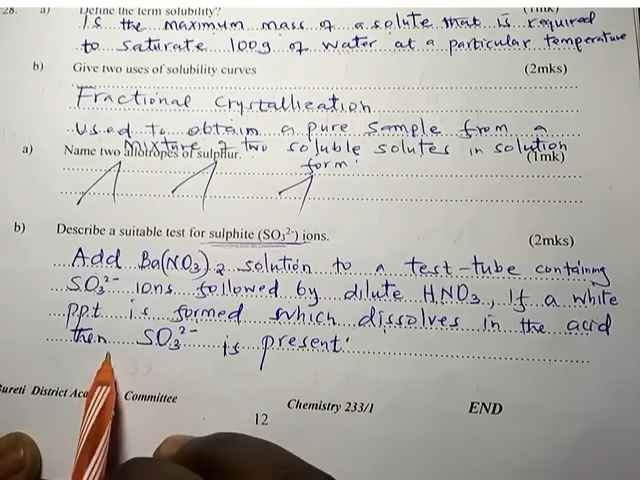 28. a) Define the term solubility? (1mk)
Is the maximum mass of a solute that is required
to saturate 100g of water at a particular temperature
b) Give two uses of solubility curves (2mks)
Fractional crystallization
Used to obtain a pure sample from a
mixture of two soluble solutes in solution
form.
a) Name two allotropes of sulphur. (1mk)
b) Describe a suitable test for sulphite (SO₃²⁻) ions. (2mks)
Add Ba(NO₃)₂ solution to a test-tube containing
SO₃²⁻ ions followed by dilute HNO₃, If a white
ppt is formed which dissolves in the acid
then SO₃²⁻ is present.
Bureti District Committee Chemistry 233/1 END
12